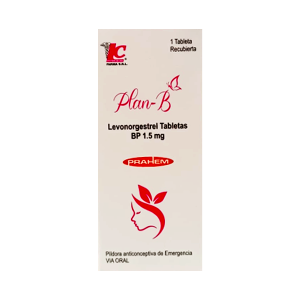 1 Tableta
Recubierta
Plan-B
Levonorgestrel Tabletas
BP 1.5 mg
PRAHEM
Píldora anticonceptiva de Emergencia
VIA ORAL